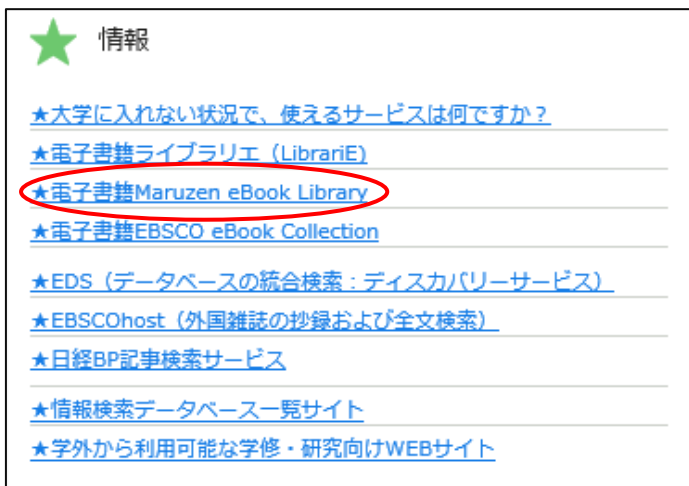 情報
★大学に入れない状況で、使えるサービスは何ですか？
★電子書籍ライブラリエ（LibrariE)
★電子書籍Maruzen eBook Library
★電子書籍EBSCO eBook Collection
★EDS（データベースの統合検索：ディスカバリーサービス）
★EBSCOhost（外国雑誌の抄録および全文検索）
★日経BP記事検索サービス
★情報検索データベース一覧サイト
★学外から利用可能な学修・研究向けWEBサイト